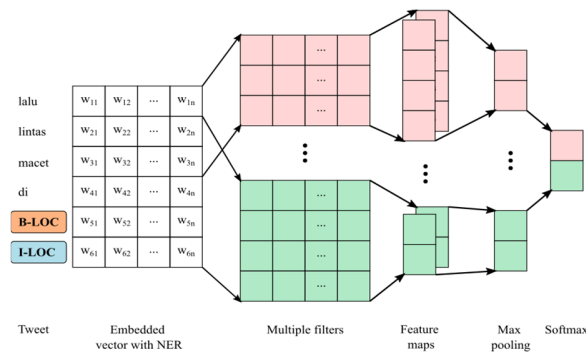 lalu w11 w12 ... w1n
lintas w21 w22 ... w2n
macet w31 w32 ... w3n
di w41 w42 ... w4n
B-LOC w51 w52 ... w5n
I-LOC w61 w62 ... w6n
...
...
...
...
...
...
...
Tweet
Embedded
vector with NER
Multiple filters
Feature
maps
Max
pooling
Softmax